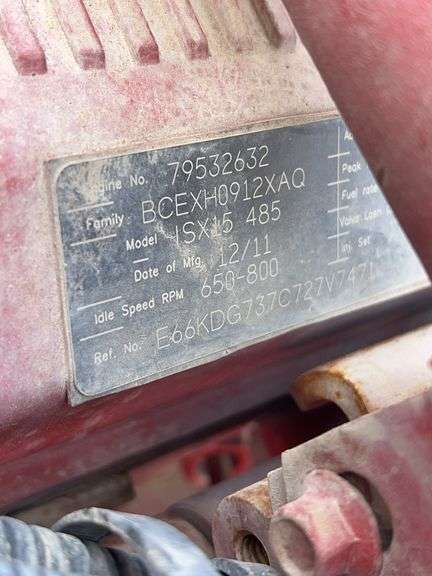 Engine No. 79532632
Family BCEXH0912XAQ
Model ISX15 485
Date of Mfg. 12/11
Idle Speed RPM 650-800
Ref. No. E66KDG737C727V7471
Peak
Fuel rate
Valve Lash
Inj. Set